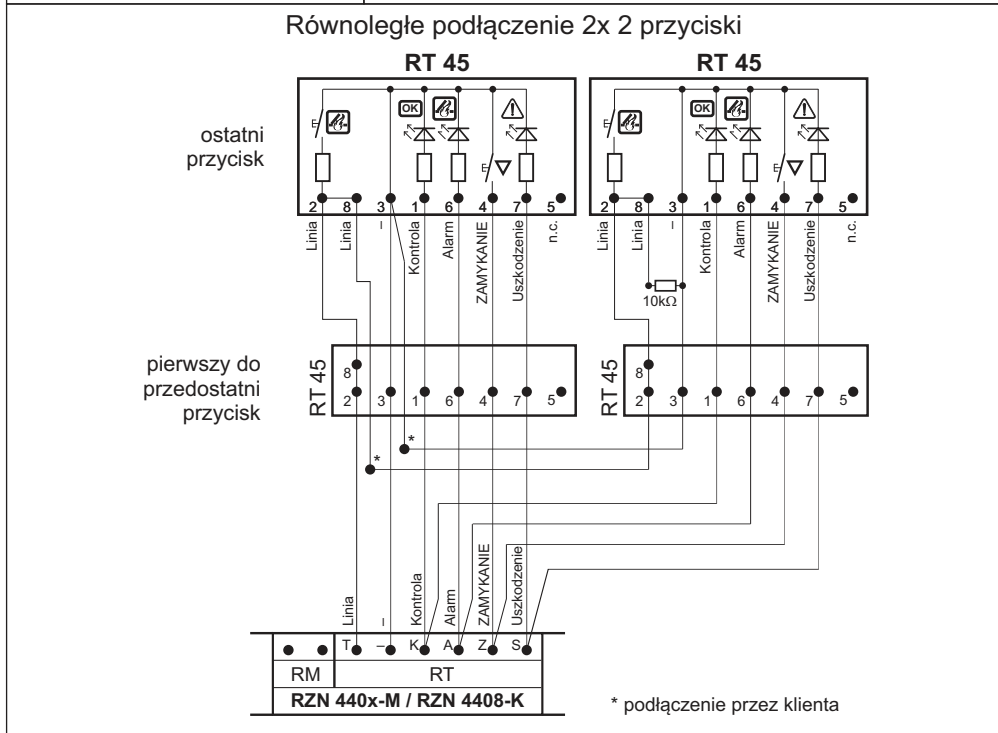 Równoległe podłączenie 2x 2 przyciski
RT 45 RT 45
OK OK
ostatni
przycisk
2 8 3 1 6 4 7 5 2 8 3 1 6 4 7 5
Linia Linia – Kontrola Alarm ZAMYKANIE Uszkodzenie n.c. Linia Linia – Kontrola Alarm ZAMYKANIE Uszkodzenie n.c.
10kΩ
pierwszy do
przedostatni
przycisk
RT 45 8 RT 45 8
2 3 1 6 4 7 5 2 3 1 6 4 7 5
*
*
Linia – Kontrola Alarm ZAMYKANIE Uszkodzenie
T – K A Z S
RM RT
RZN 440x-M / RZN 4408-K
* podłączenie przez klienta